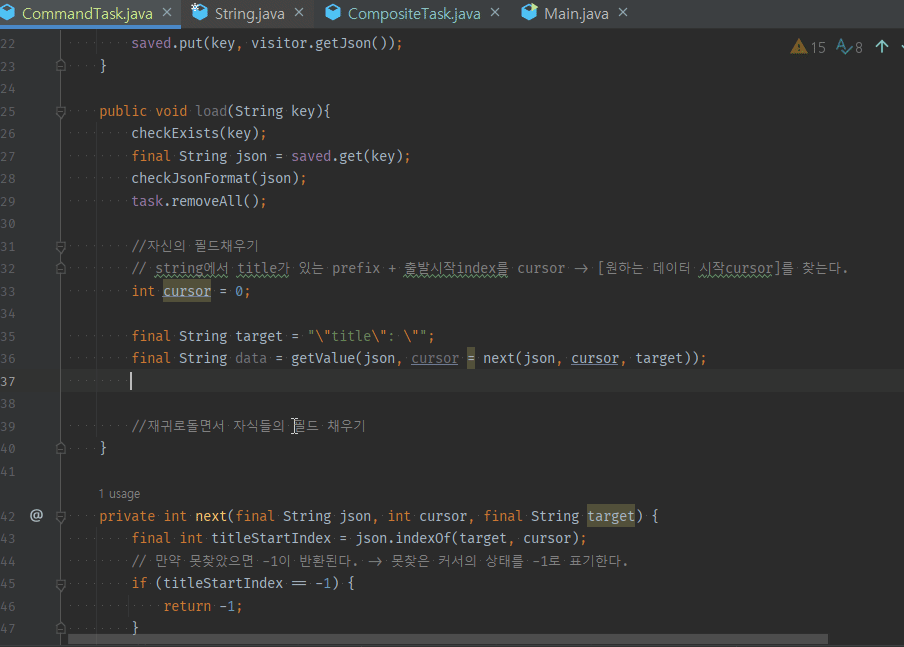 CommandTask.java × String.java × CompositeTask.java × Main.java ×
22 saved.put(key, visitor.getJson());
15 8
23 }
24
25 public void load(String key){
26 checkExists(key);
27 final String json = saved.get(key);
28 checkJsonFormat(json);
29 task.removeAll();
30
31 //자신의 필드채우기
32 // string에서 title가 있는 prefix + 출발시작index를 cursor -> [원하는 데이터 시작cursor]를 찾는다.
33 int cursor = 0;
34
35 final String target = "\"title\": \"";
36 final String data = getValue(json, cursor = next(json, cursor, target));
37
38
39 //재귀로돌면서 자식들의 필드 채우기
40 }
41
1 usage
42 @ private int next(final String json, int cursor, final String target) {
43 final int titleStartIndex = json.indexOf(target, cursor);
44 // 만약 못찾았으면 -1이 반환된다. -> 못찾은 커서의 상태를 -1로 표기한다.
45 if (titleStartIndex == -1) {
46 return -1;
47 }